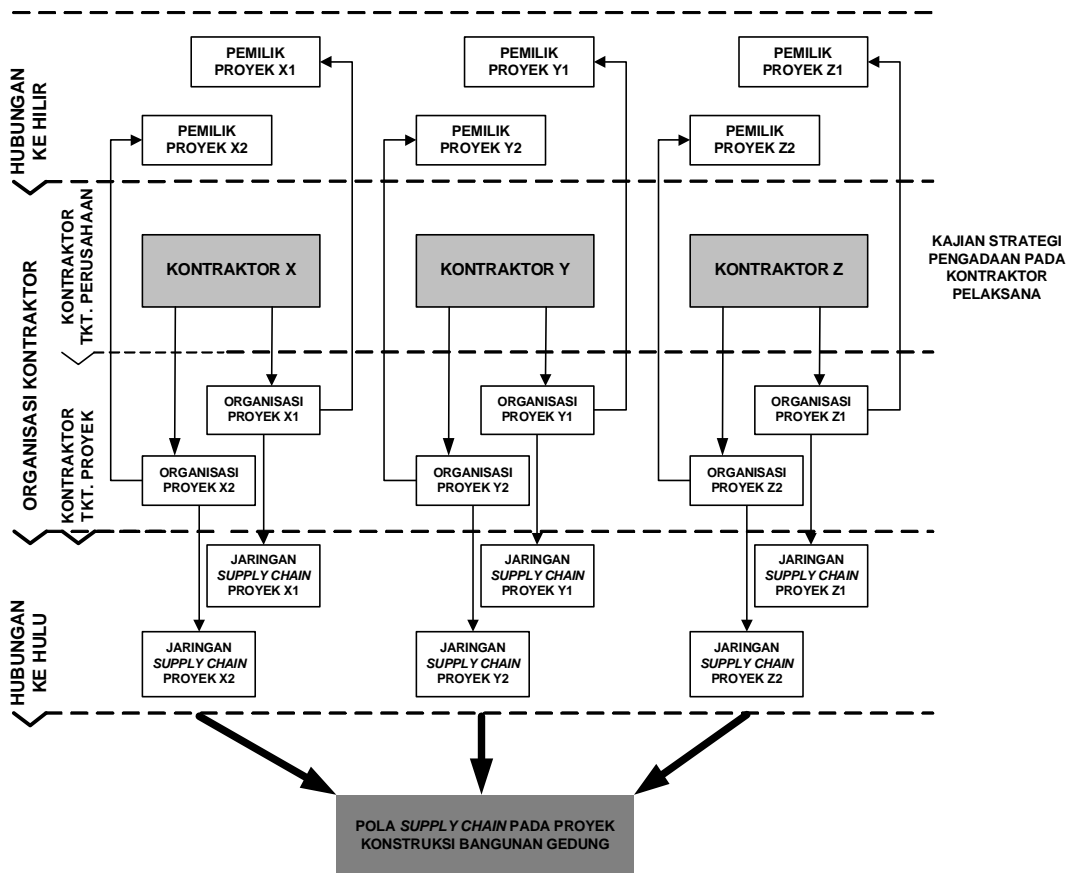 HUBUNGAN
KE HILIR
PEMILIK
PROYEK X1
PEMILIK
PROYEK Y1
PEMILIK
PROYEK Z1
PEMILIK
PROYEK X2
PEMILIK
PROYEK Y2
PEMILIK
PROYEK Z2
ORGANISASI KONTRAKTOR
KONTRAKTOR
TKT. PERUSAHAAN
KONTRAKTOR X
KONTRAKTOR Y
KONTRAKTOR Z
KAJIAN STRATEGI
PENGADAAN PADA
KONTRAKTOR
PELAKSANA
KONTRAKTOR
TKT. PROYEK
ORGANISASI
PROYEK X1
ORGANISASI
PROYEK Y1
ORGANISASI
PROYEK Z1
ORGANISASI
PROYEK X2
ORGANISASI
PROYEK Y2
ORGANISASI
PROYEK Z2
HUBUNGAN
KE HULU
JARINGAN
SUPPLY CHAIN
PROYEK X1
JARINGAN
SUPPLY CHAIN
PROYEK Y1
JARINGAN
SUPPLY CHAIN
PROYEK Z1
JARINGAN
SUPPLY CHAIN
PROYEK X2
JARINGAN
SUPPLY CHAIN
PROYEK Y2
JARINGAN
SUPPLY CHAIN
PROYEK Z2
POLA SUPPLY CHAIN PADA PROYEK
KONSTRUKSI BANGUNAN GEDUNG